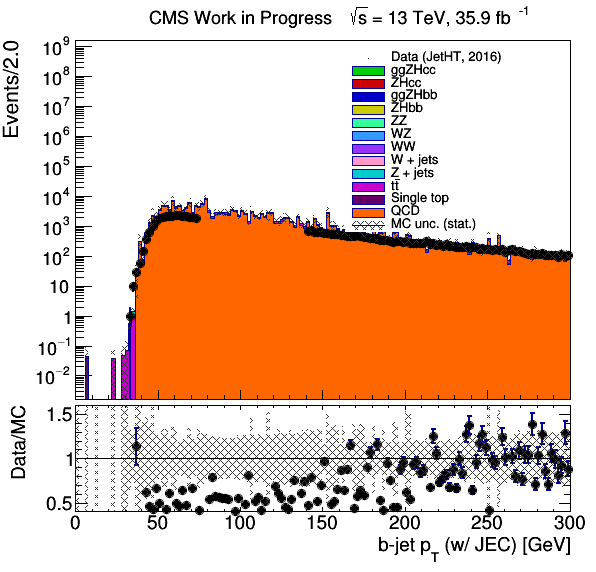 CMS Work in Progress √s = 13 TeV, 35.9 fb⁻¹
Events/2.0
10⁹
10⁸
10⁷
10⁶
10⁵
10⁴
10³
10²
10
1
10⁻¹
10⁻²
Data (JetHT, 2016)
ggZHcc
ZHcc
ggZHbb
ZHbb
ZZ
WZ
WW
W + jets
Z + jets
tt̄
Single top
QCD
MC unc. (stat.)
Data/MC
1.5
1
0.5
0 50 100 150 200 250 300
b-jet p_T (w/ JEC) [GeV]